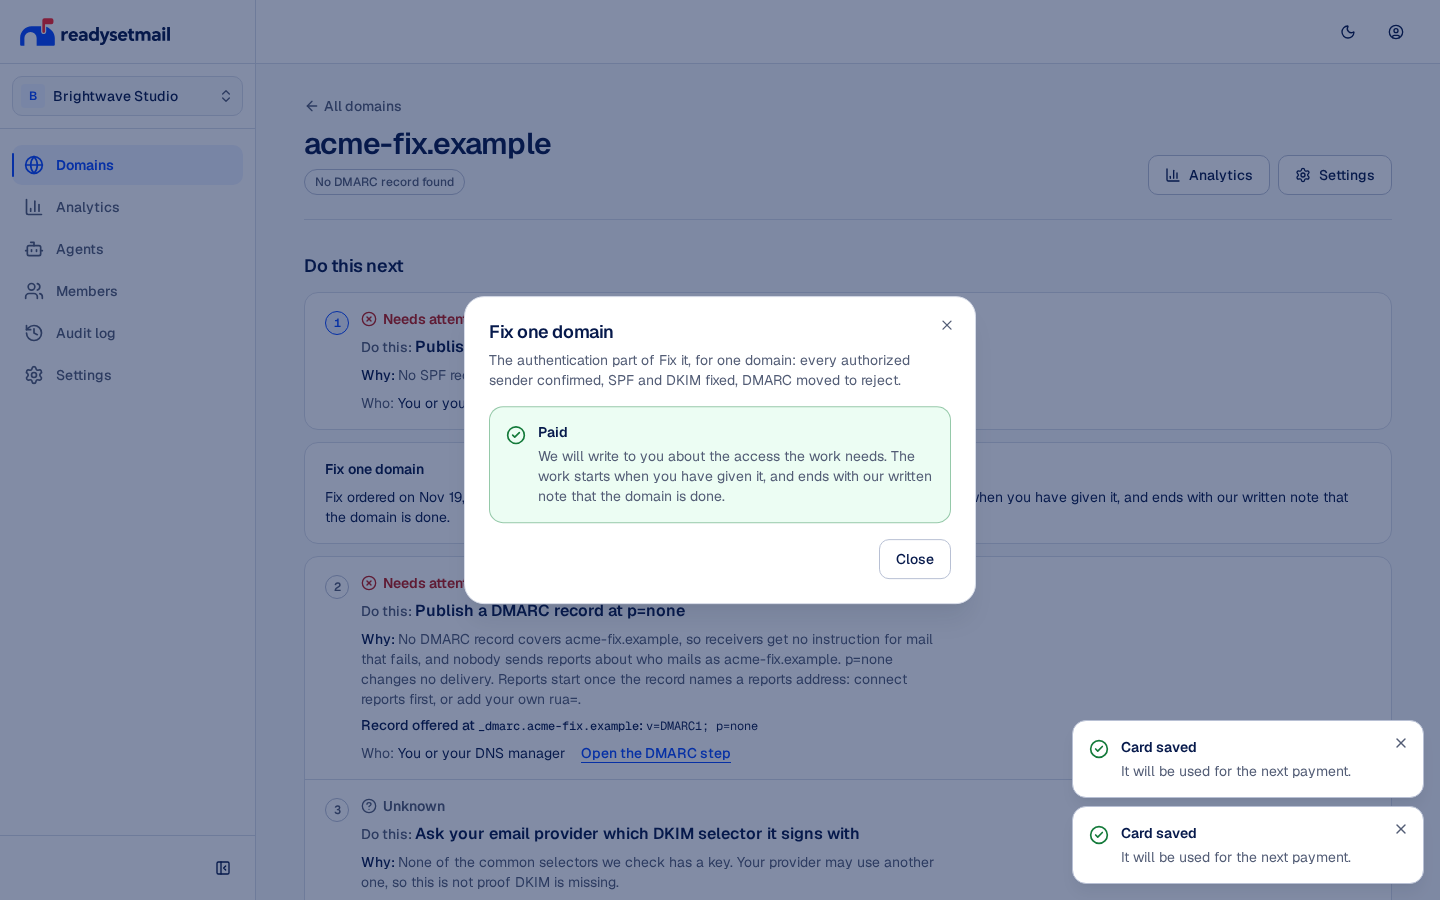 readysetmail
B Brightwave Studio
Domains
Analytics
Agents
Members
Audit log
Settings
All domains
acme-fix.example
No DMARC record found
Analytics
Settings
Do this next
1
Needs atten
Do this: Publis
Why: No SPF re
Who: You or you
Fix one domain
Fix ordered on Nov 19,
when you have given it, and ends with our written note that
the domain is done.
Fix one domain
The authentication part of Fix it, for one domain: every authorized
sender confirmed, SPF and DKIM fixed, DMARC moved to reject.
Paid
We will write to you about the access the work needs. The
work starts when you have given it, and ends with our written
note that the domain is done.
Close
2
Needs atten
Do this: Publish a DMARC record at p=none
Why: No DMARC record covers acme-fix.example, so receivers get no instruction for mail
that fails, and nobody sends reports about who mails as acme-fix.example. p=none
changes no delivery. Reports start once the record names a reports address: connect
reports first, or add your own rua=.
Record offered at _dmarc.acme-fix.example: v=DMARC1; p=none
Who: You or your DNS manager Open the DMARC step
3
Unknown
Do this: Ask your email provider which DKIM selector it signs with
Why: None of the common selectors we check has a key. Your provider may use another
one, so this is not proof DKIM is missing.
Card saved
It will be used for the next payment.
Card saved
It will be used for the next payment.